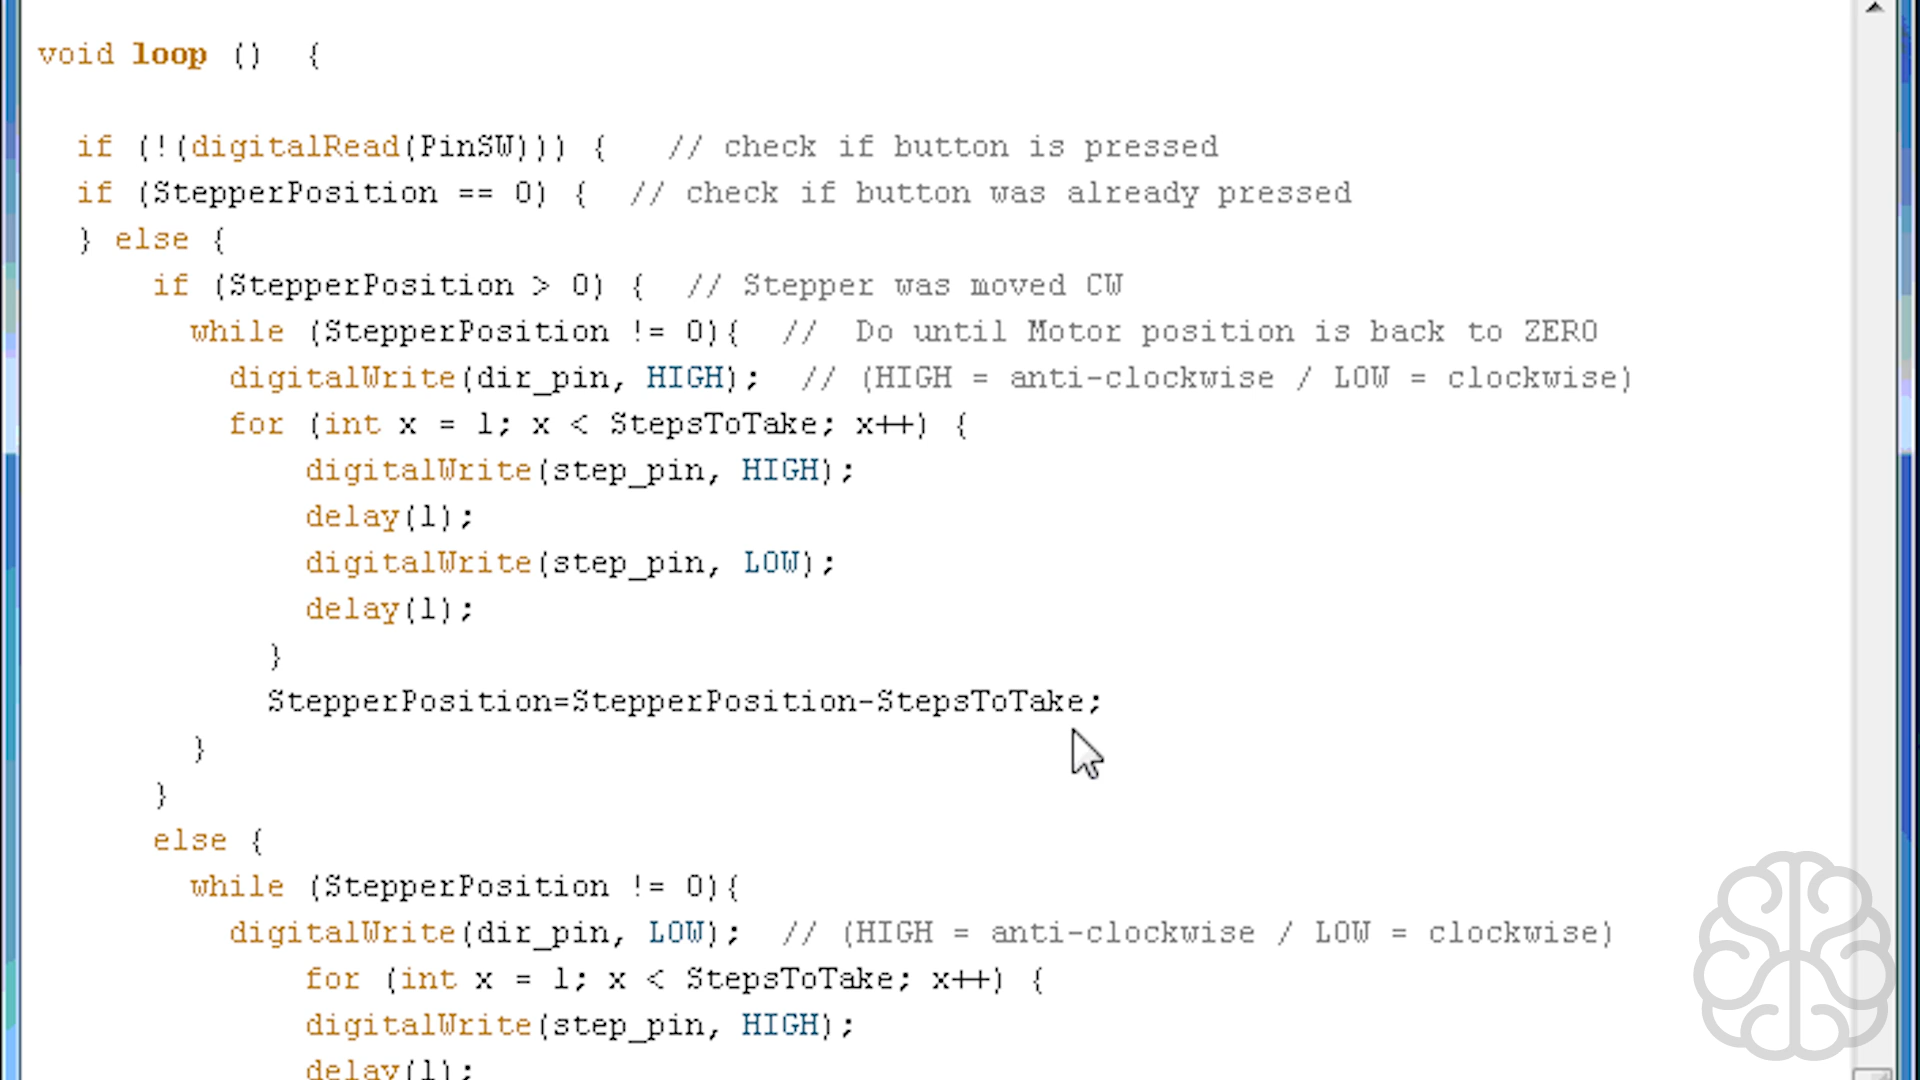 void loop ()  {
if (!(digitalRead(PinSW))) {   // check if button is pressed
if (StepperPosition == 0) {  // check if button was already pressed
} else {
if (StepperPosition > 0) {  // Stepper was moved CW
while (StepperPosition != 0){  //  Do until Motor position is back to ZERO
digitalWrite(dir_pin, HIGH);  // (HIGH = anti-clockwise / LOW = clockwise)
for (int x = 1; x < StepsToTake; x++) {
digitalWrite(step_pin, HIGH);
delay(1);
digitalWrite(step_pin, LOW);
delay(1);
}
StepperPosition=StepperPosition-StepsToTake;
}
}
else {
while (StepperPosition != 0){
digitalWrite(dir_pin, LOW);  // (HIGH = anti-clockwise / LOW = clockwise)
for (int x = 1; x < StepsToTake; x++) {
digitalWrite(step_pin, HIGH);
delay(1);